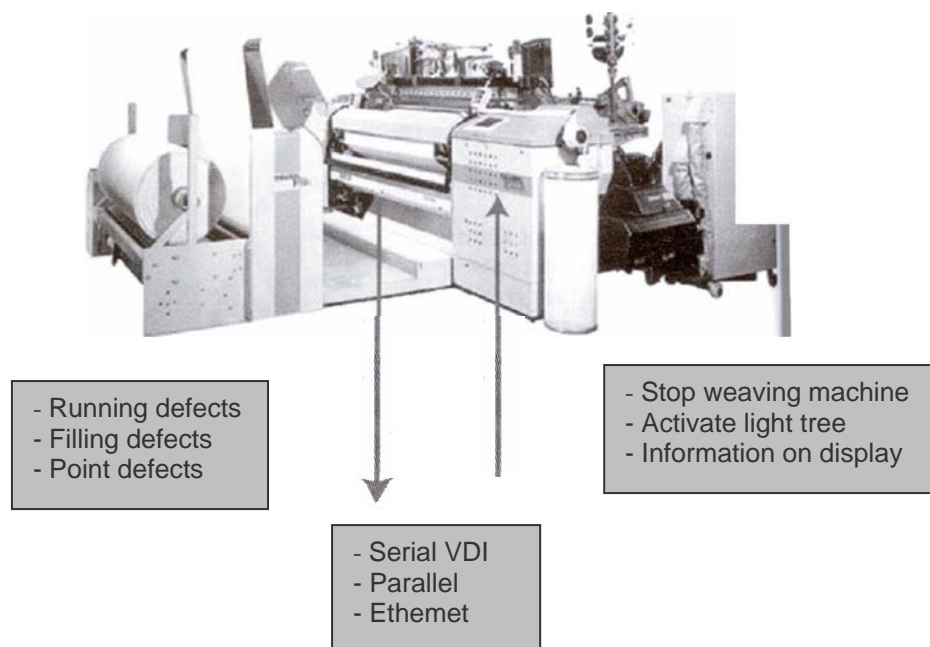 - Running defects
- Filling defects
- Point defects
- Stop weaving machine
- Activate light tree
- Information on display
- Serial VDI
- Parallel
- Ethemet